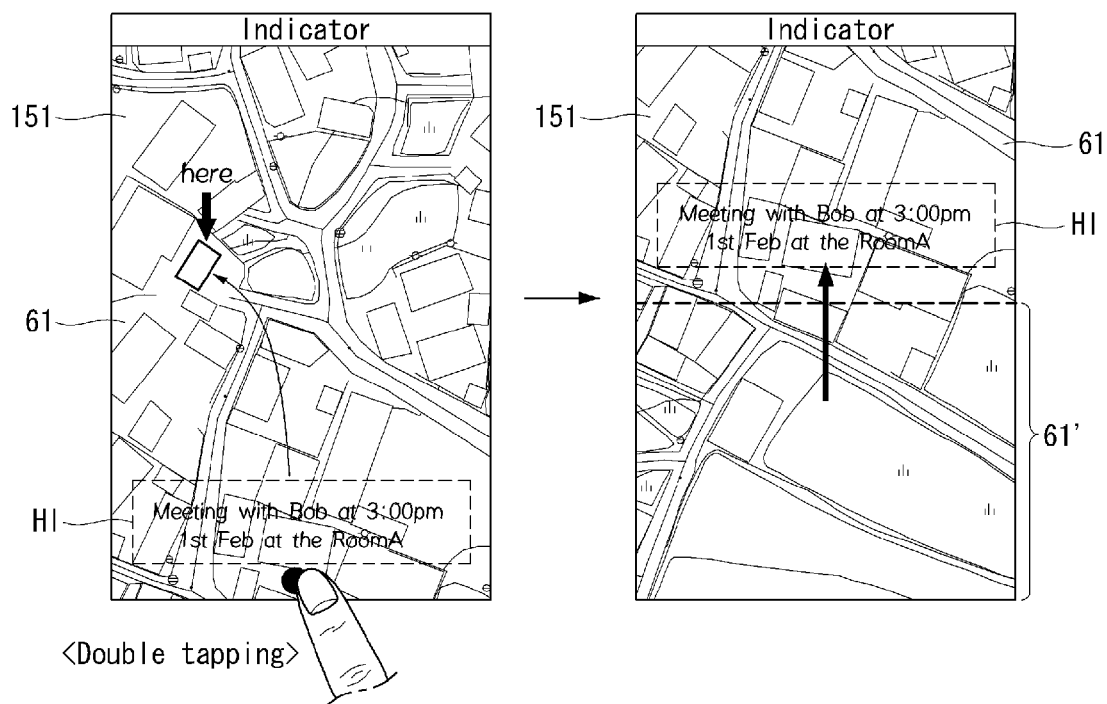 Indicator
151
here
61
HI
Meeting with Bob at 3:00pm
1st Feb at the RoomA
<Double tapping>
Indicator
151
61
Meeting with Bob at 3:00pm
1st Feb at the RoomA
HI
61'